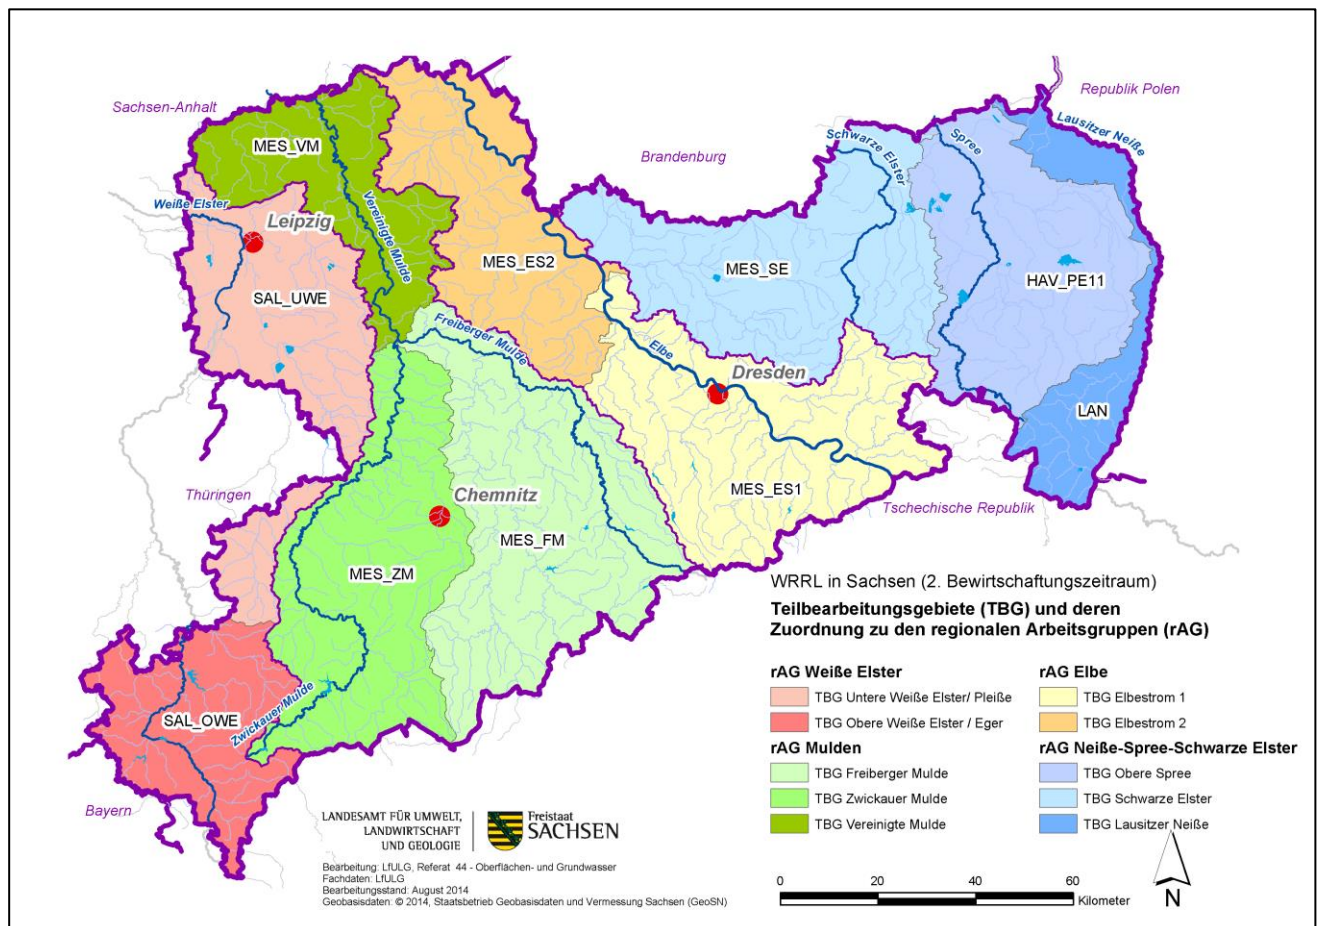 Sachsen-Anhalt
Republik Polen
Brandenburg
Lausitzer Neiße
Schwarze Elster
Spree
MES_VM
Weiße Elster
Leipzig
Vereinigte Mulde
MES_ES2
MES_SE
HAV_PE11
SAL_UWE
Freiberger Mulde
Elbe
Dresden
LAN
Thüringen
Chemnitz
MES_ES1
Tschechische Republik
MES_FM
MES_ZM
SAL_OWE
Zwickauer Mulde
Bayern
WRRL in Sachsen (2. Bewirtschaftungszeitraum)
Teilbearbeitungsgebiete (TBG) und deren
Zuordnung zu den regionalen Arbeitsgruppen (rAG)
rAG Weiße Elster
TBG Untere Weiße Elster/ Pleiße
TBG Obere Weiße Elster / Eger
rAG Mulden
TBG Freiberger Mulde
TBG Zwickauer Mulde
TBG Vereinigte Mulde
rAG Elbe
TBG Elbestrom 1
TBG Elbestrom 2
rAG Neiße-Spree-Schwarze Elster
TBG Obere Spree
TBG Schwarze Elster
TBG Lausitzer Neiße
LANDESAMT FÜR UMWELT,
LANDWIRTSCHAFT
UND GEOLOGIE
Freistaat
SACHSEN
Bearbeitung: LfULG, Referat 44 - Oberflächen- und Grundwasser
Fachdaten: LfULG
Bearbeitungsstand: August 2014
Geobasisdaten: © 2014, Staatsbetrieb Geobasisdaten und Vermessung Sachsen (GeoSN)
0 20 40 60
Kilometer
N